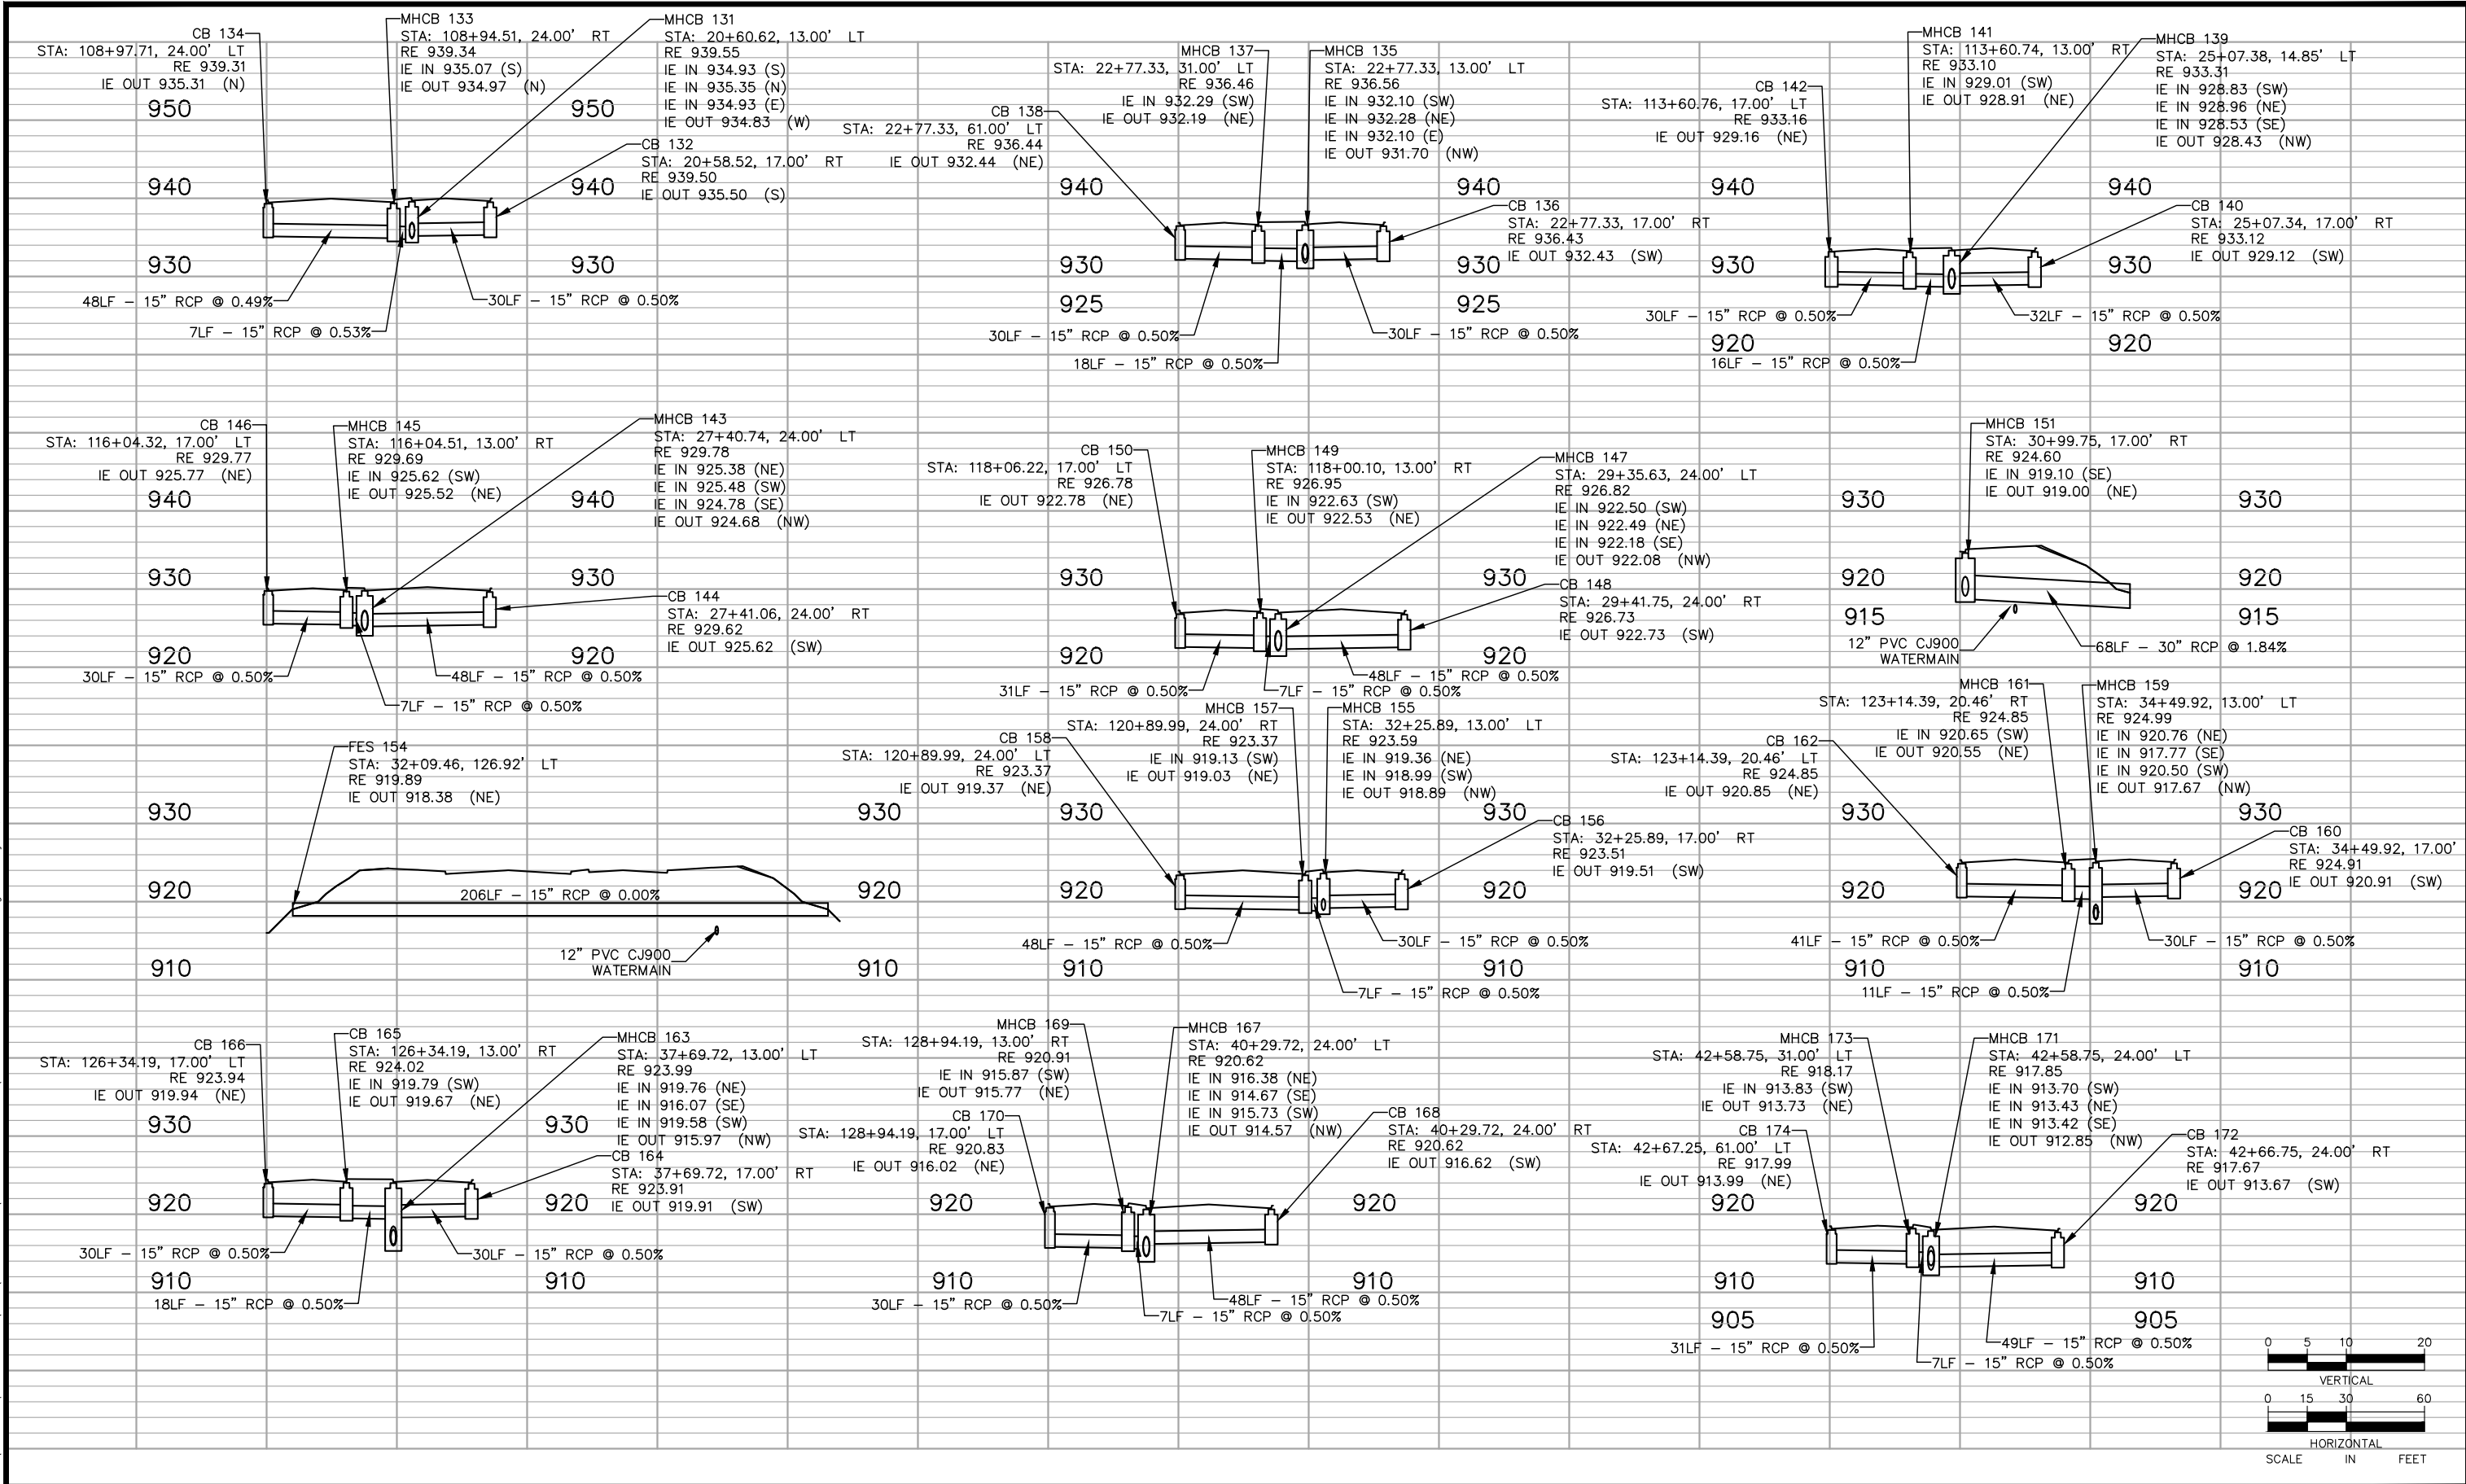 CB 134
STA: 108+97.71, 24.00' LT
RE 939.31
IE OUT 935.31 (N)
MHCB 133
STA: 108+94.51, 24.00' RT
RE 939.34
IE IN 935.07 (S)
IE OUT 934.97 (N)
MHCB 131
STA: 20+60.62, 13.00' LT
RE 939.55
IE IN 934.93 (S)
IE IN 935.35 (N)
IE IN 934.93 (E)
IE OUT 934.83 (W)
CB 132
STA: 20+58.52, 17.00' RT
RE 939.50
IE OUT 935.50 (S)
950
950
940
940
930
930
48LF – 15" RCP @ 0.49%
30LF – 15" RCP @ 0.50%
7LF – 15" RCP @ 0.53%
MHCB 137
STA: 22+77.33, 31.00' LT
RE 936.46
IE IN 932.29 (SW)
IE OUT 932.19 (NE)
MHCB 135
STA: 22+77.33, 13.00' LT
RE 936.56
IE IN 932.10 (SW)
IE IN 932.28 (NE)
IE IN 932.10 (E)
IE OUT 931.70 (NW)
CB 138
STA: 22+77.33, 61.00' LT
RE 936.44
IE OUT 932.44 (NE)
CB 136
STA: 22+77.33, 17.00' RT
RE 936.43
IE OUT 932.43 (SW)
940
940
930
930
925
925
30LF – 15" RCP @ 0.50%
30LF – 15" RCP @ 0.50%
18LF – 15" RCP @ 0.50%
MHCB 141
STA: 113+60.74, 13.00' RT
RE 933.10
IE IN 929.01 (SW)
IE OUT 928.91 (NE)
MHCB 139
STA: 25+07.38, 14.85' LT
RE 933.31
IE IN 928.83 (SW)
IE IN 928.96 (NE)
IE IN 928.53 (SE)
IE OUT 928.43 (NW)
CB 142
STA: 113+60.76, 17.00' LT
RE 933.16
IE OUT 929.16 (NE)
CB 140
STA: 25+07.34, 17.00' RT
RE 933.12
IE OUT 929.12 (SW)
940
940
930
930
920
920
30LF – 15" RCP @ 0.50%
32LF – 15" RCP @ 0.50%
16LF – 15" RCP @ 0.50%
CB 146
STA: 116+04.32, 17.00' LT
RE 929.77
IE OUT 925.77 (NE)
MHCB 145
STA: 116+04.51, 13.00' RT
RE 929.69
IE IN 925.62 (SW)
IE OUT 925.52 (NE)
MHCB 143
STA: 27+40.74, 24.00' LT
RE 929.78
IE IN 925.38 (NE)
IE IN 925.48 (SW)
IE IN 924.78 (SE)
IE OUT 924.68 (NW)
CB 144
STA: 27+41.06, 24.00' RT
RE 929.62
IE OUT 925.62 (SW)
940
940
930
930
920
920
30LF – 15" RCP @ 0.50%
48LF – 15" RCP @ 0.50%
7LF – 15" RCP @ 0.50%
CB 150
STA: 118+06.22, 17.00' LT
RE 926.78
IE OUT 922.78 (NE)
MHCB 149
STA: 118+00.10, 13.00' RT
RE 926.95
IE IN 922.63 (SW)
IE OUT 922.53 (NE)
MHCB 147
STA: 29+35.63, 24.00' LT
RE 926.82
IE IN 922.50 (SW)
IE IN 922.49 (NE)
IE IN 922.18 (SE)
IE OUT 922.08 (NW)
CB 148
STA: 29+41.75, 24.00' RT
RE 926.73
IE OUT 922.73 (SW)
930
930
920
920
31LF – 15" RCP @ 0.50%
48LF – 15" RCP @ 0.50%
7LF – 15" RCP @ 0.50%
MHCB 151
STA: 30+99.75, 17.00' RT
RE 924.60
IE IN 919.10 (SE)
IE OUT 919.00 (NE)
930
930
920
920
915
915
12" PVC CJ900
WATERMAIN
68LF – 30" RCP @ 1.84%
FES 154
STA: 32+09.46, 126.92' LT
RE 919.89
IE OUT 918.38 (NE)
930
930
920
920
206LF – 15" RCP @ 0.00%
910
910
12" PVC CJ900
WATERMAIN
MHCB 157
STA: 120+89.99, 24.00' RT
RE 923.37
IE IN 919.13 (SW)
IE OUT 919.03 (NE)
MHCB 155
STA: 32+25.89, 13.00' LT
RE 923.59
IE IN 919.36 (NE)
IE IN 918.99 (SW)
IE OUT 918.89 (NW)
CB 158
STA: 120+89.99, 24.00' LT
RE 923.37
IE OUT 919.37 (NE)
CB 156
STA: 32+25.89, 17.00' RT
RE 923.51
IE OUT 919.51 (SW)
930
930
920
920
910
910
48LF – 15" RCP @ 0.50%
30LF – 15" RCP @ 0.50%
7LF – 15" RCP @ 0.50%
MHCB 161
STA: 123+14.39, 20.46' RT
RE 924.85
IE IN 920.65 (SW)
IE OUT 920.55 (NE)
MHCB 159
STA: 34+49.92, 13.00' LT
RE 924.99
IE IN 920.76 (NE)
IE IN 917.77 (SE)
IE IN 920.50 (SW)
IE OUT 917.67 (NW)
CB 162
STA: 123+14.39, 20.46' LT
RE 924.85
IE OUT 920.85 (NE)
CB 160
STA: 34+49.92, 17.00'
RE 924.91
IE OUT 920.91 (SW)
930
930
920
920
910
910
41LF – 15" RCP @ 0.50%
30LF – 15" RCP @ 0.50%
11LF – 15" RCP @ 0.50%
CB 166
STA: 126+34.19, 17.00' LT
RE 923.94
IE OUT 919.94 (NE)
CB 165
STA: 126+34.19, 13.00' RT
RE 924.02
IE IN 919.79 (SW)
IE OUT 919.67 (NE)
MHCB 163
STA: 37+69.72, 13.00' LT
RE 923.99
IE IN 919.76 (NE)
IE IN 916.07 (SE)
IE IN 919.58 (SW)
IE OUT 915.97 (NW)
CB 164
STA: 37+69.72, 17.00' RT
RE 923.91
IE OUT 919.91 (SW)
930
930
920
920
910
910
30LF – 15" RCP @ 0.50%
30LF – 15" RCP @ 0.50%
18LF – 15" RCP @ 0.50%
MHCB 169
STA: 128+94.19, 13.00' RT
RE 920.91
IE IN 915.87 (SW)
IE OUT 915.77 (NE)
MHCB 167
STA: 40+29.72, 24.00' LT
RE 920.62
IE IN 916.38 (NE)
IE IN 914.67 (SE)
IE IN 915.73 (SW)
IE OUT 914.57 (NW)
CB 170
STA: 128+94.19, 17.00' LT
RE 920.83
IE OUT 916.02 (NE)
CB 168
STA: 40+29.72, 24.00' RT
RE 920.62
IE OUT 916.62 (SW)
920
920
910
910
30LF – 15" RCP @ 0.50%
48LF – 15" RCP @ 0.50%
7LF – 15" RCP @ 0.50%
MHCB 173
STA: 42+58.75, 31.00' LT
RE 918.17
IE IN 913.83 (SW)
IE OUT 913.73 (NE)
MHCB 171
STA: 42+58.75, 24.00' LT
RE 917.85
IE IN 913.70 (SW)
IE IN 913.43 (NE)
IE IN 913.42 (SE)
IE OUT 912.85 (NW)
CB 174
STA: 42+67.25, 61.00' LT
RE 917.99
IE OUT 913.99 (NE)
CB 172
STA: 42+66.75, 24.00' RT
RE 917.67
IE OUT 913.67 (SW)
920
920
910
910
905
905
31LF – 15" RCP @ 0.50%
49LF – 15" RCP @ 0.50%
7LF – 15" RCP @ 0.50%
0 5 10 20
VERTICAL
0 15 30 60
HORIZONTAL
SCALE IN FEET